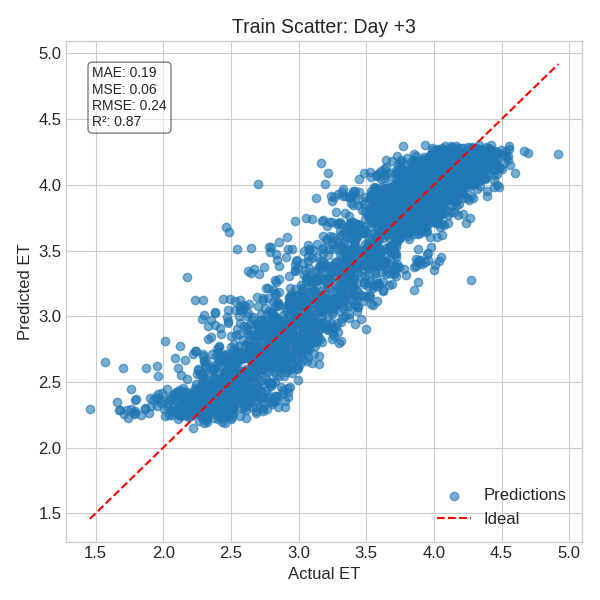 Train Scatter: Day +3
MAE: 0.19
MSE: 0.06
RMSE: 0.24
R²: 0.87
Predicted ET
5.0
4.5
4.0
3.5
3.0
2.5
2.0
1.5
Predictions
Ideal
1.5 2.0 2.5 3.0 3.5 4.0 4.5 5.0
Actual ET